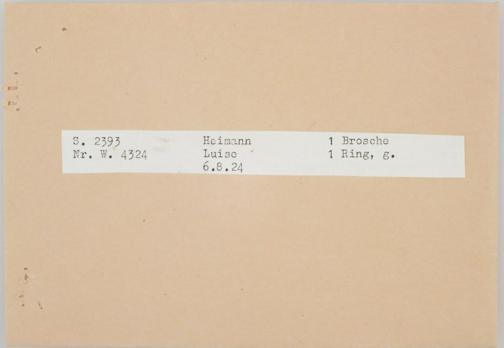 S. 2393 Heimann 1 Brosche
Nr. W. 4324 Luise 1 Ring, g.
6.8.24